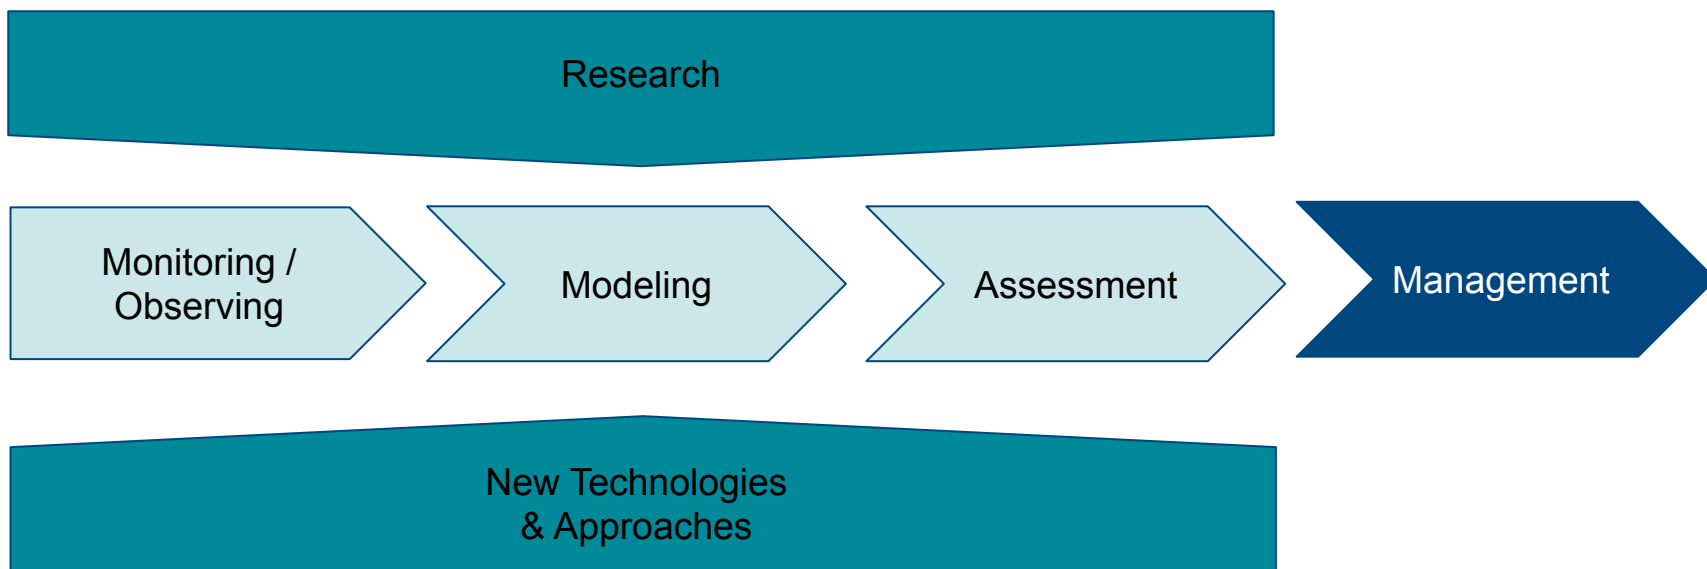 Research
Monitoring /
Observing
Modeling
Assessment
Management
New Technologies
& Approaches